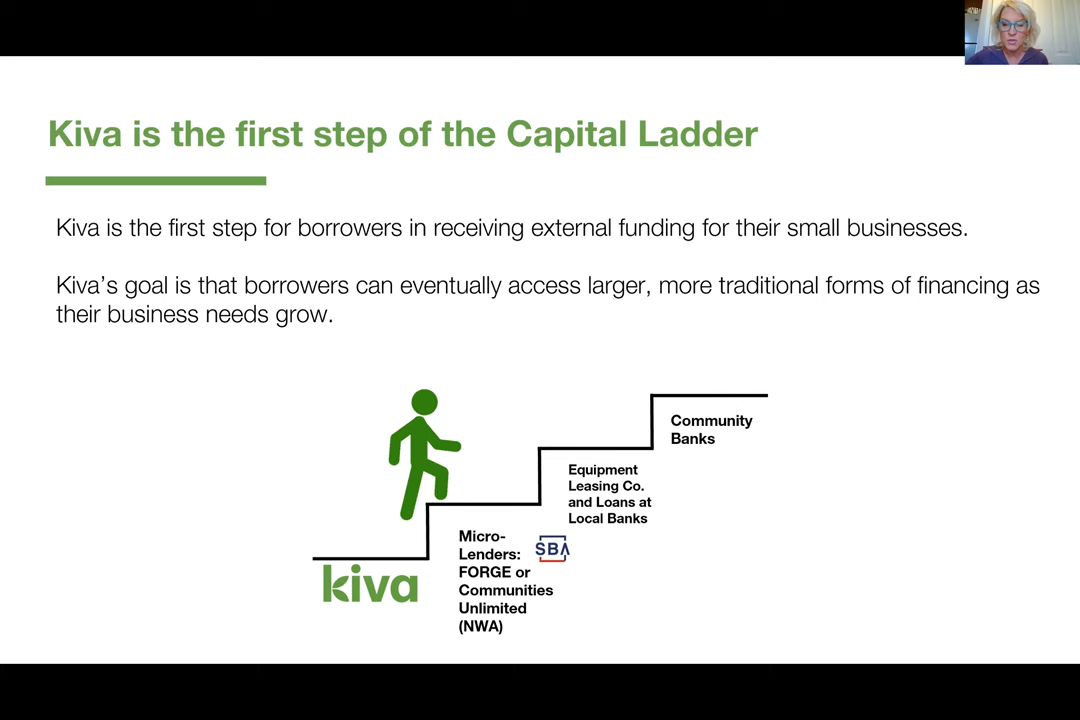 Kiva is the first step of the Capital Ladder
Kiva is the first step for borrowers in receiving external funding for their small businesses.
Kiva’s goal is that borrowers can eventually access larger, more traditional forms of financing as
their business needs grow.
Community
Banks
Equipment
Leasing Co.
and Loans at
Local Banks
Micro-
Lenders:
FORGE or
Communities
Unlimited
(NWA)
SBA
kiva